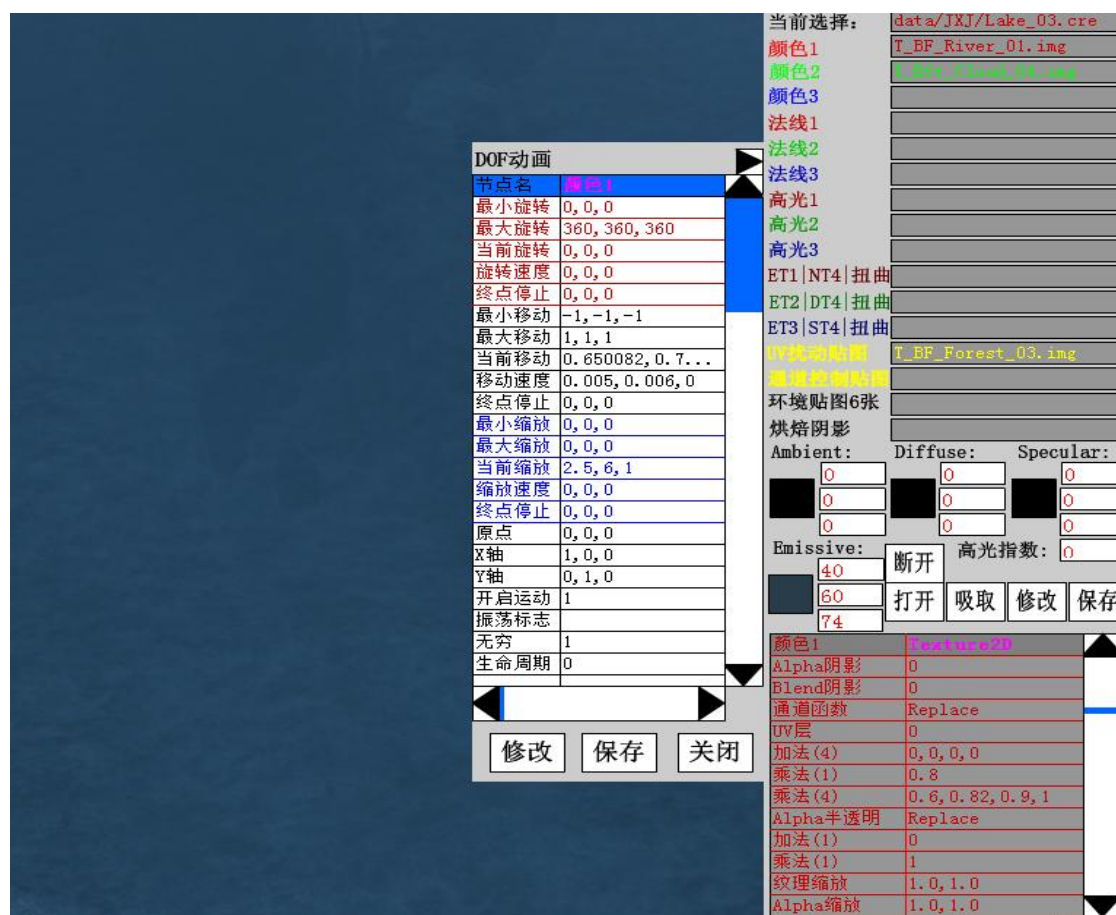 当前选择: data/JXJ/Lake_03.cre
颜色1 T_BF_River_01.img
颜色2
颜色3
法线1
法线2
法线3
高光1
高光2
高光3
ET1|NT4|扭曲
ET2|DT4|扭曲
ET3|ST4|扭曲
UV扰动贴图 T_BF_Forest_03.img
通道控制贴图
环境贴图6张
烘焙阴影
Ambient: Diffuse: Specular:
0 0 0
0 0 0
0 0 0
Emissive: 高光指数: 0
40
60
74
断开
打开 吸取 修改 保存
颜色1 Texture2D
Alpha阴影 0
Blend阴影 0
通道函数 Replace
UV层 0
加法(4) 0,0,0,0
乘法(1) 0.8
乘法(4) 0.6,0.82,0.9,1
Alpha半透明 Replace
加法(1) 0
乘法(1) 1
纹理缩放 1.0,1.0
Alpha缩放 1.0,1.0
DOF动画
节点名 颜色1
最小旋转 0,0,0
最大旋转 360,360,360
当前旋转 0,0,0
旋转速度 0,0,0
终点停止 0,0,0
最小移动 -1,-1,-1
最大移动 1,1,1
当前移动 0.650082,0.7...
移动速度 0.005,0.006,0
终点停止 0,0,0
最小缩放 0,0,0
最大缩放 0,0,0
当前缩放 2.5,6,1
缩放速度 0,0,0
终点停止 0,0,0
原点 0,0,0
X轴 1,0,0
Y轴 0,1,0
开启运动 1
振荡标志
无穷 1
生命周期 0
修改 保存 关闭